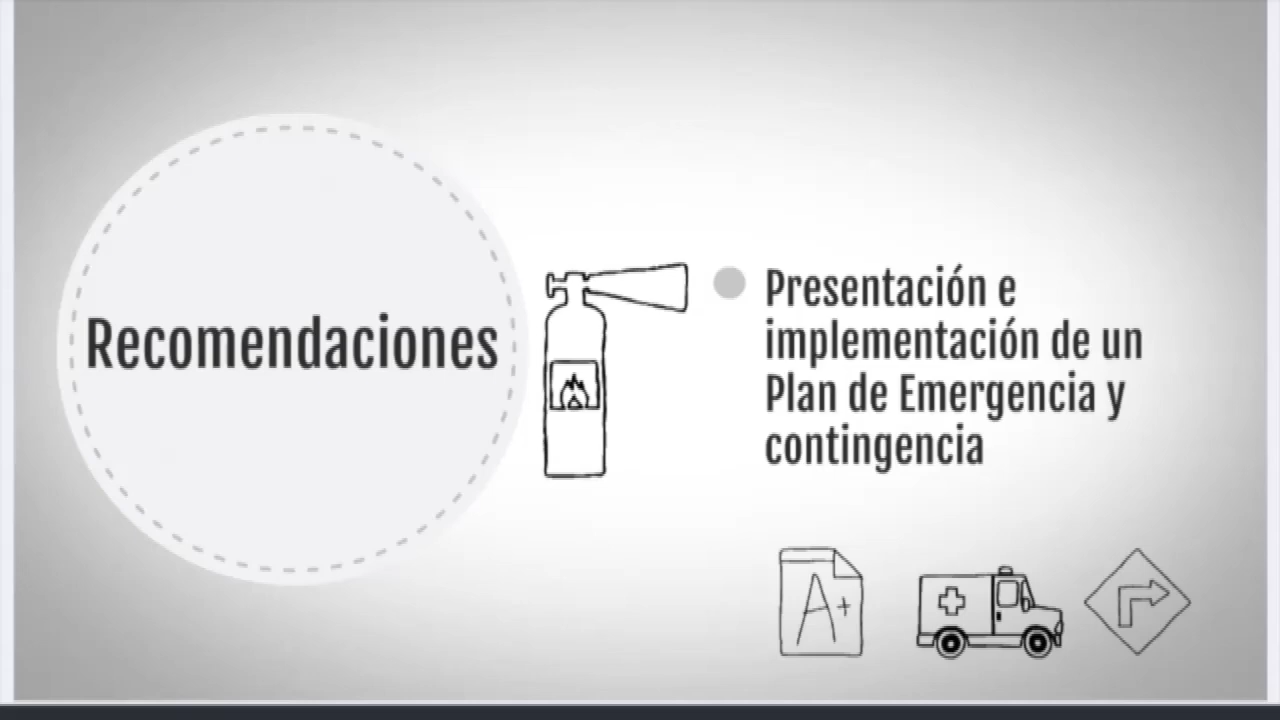 Recomendaciones
Presentación e
implementación de un
Plan de Emergencia y
contingencia
A+